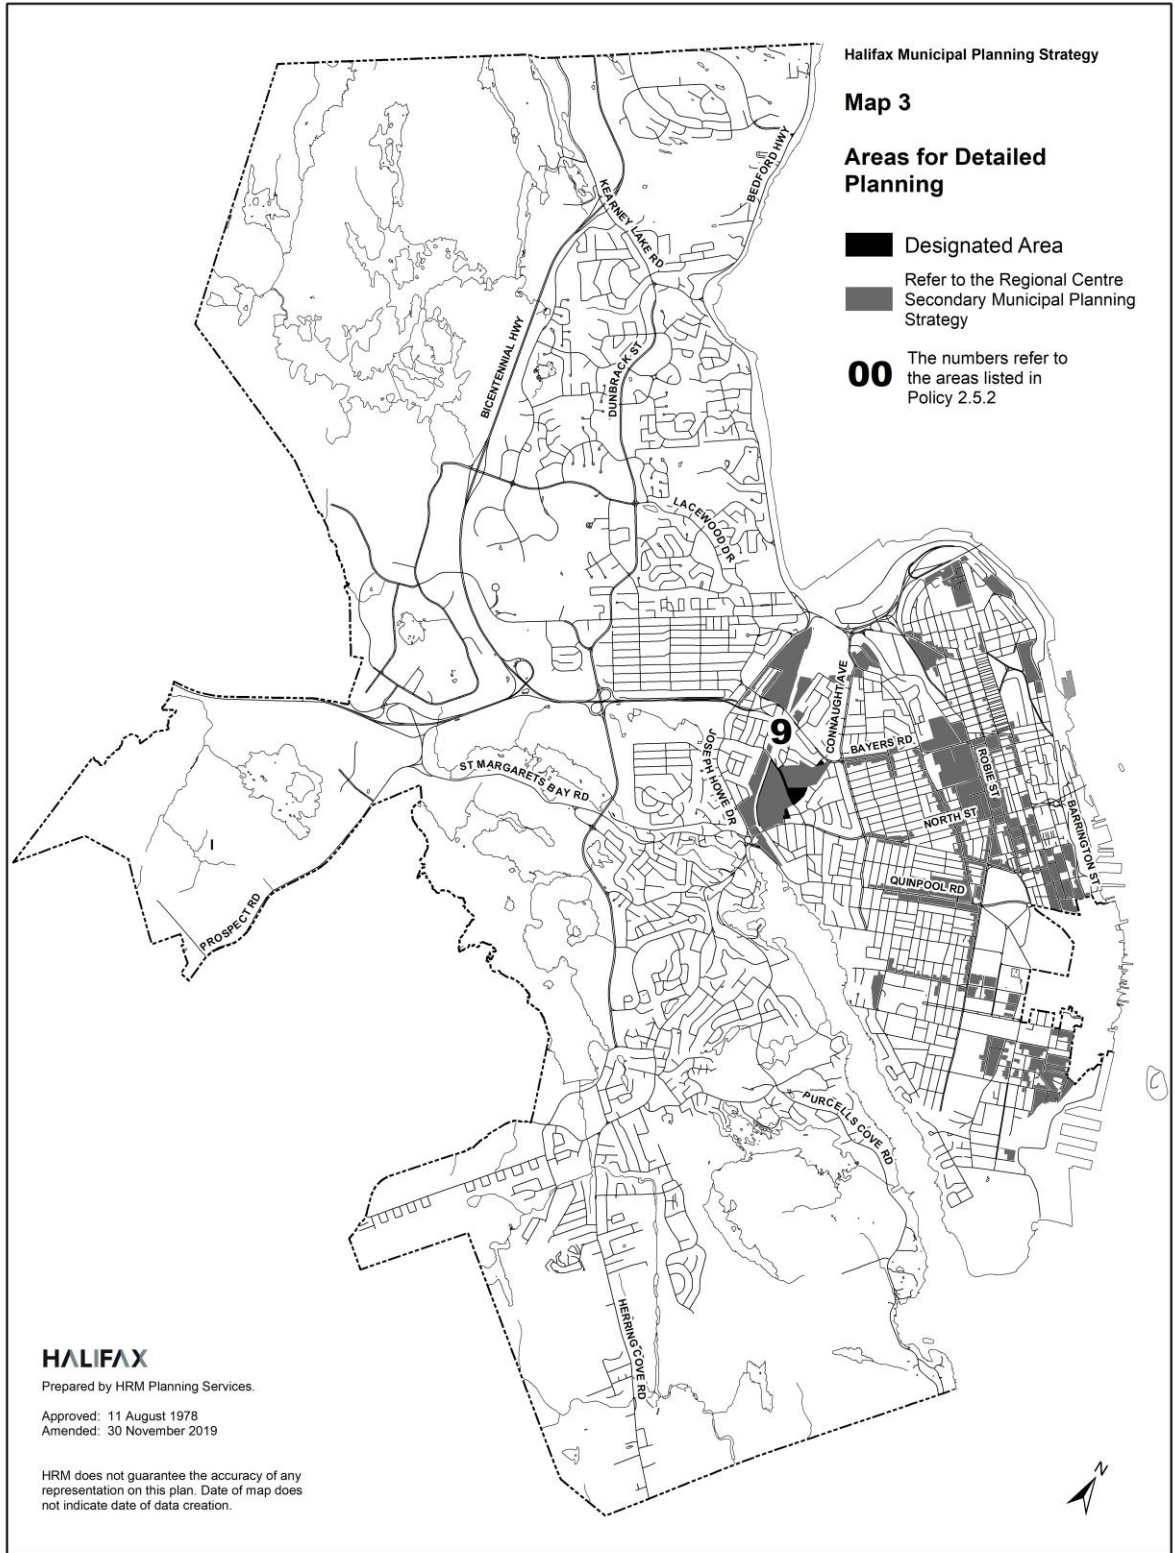 Halifax Municipal Planning Strategy
Map 3
Areas for Detailed
Planning
Designated Area
Refer to the Regional Centre
Secondary Municipal Planning
Strategy
00
The numbers refer to
the areas listed in
Policy 2.5.2
BEDFORD HWY
KEARNEY LAKE RD
BICENTENNIAL HWY
DUNBRACK ST
LACEWOOD DR
CONNAUGHT AVE
9
BAYERS RD
JOSEPH HOWE DR
ROBIE ST
ST MARGARETS BAY RD
NORTH ST
BARRINGTON ST
QUINPOOL RD
PROSPECT RD
PURCELLS COVE RD
HERRING COVE RD
HALIFAX
Prepared by HRM Planning Services.
Approved: 11 August 1978
Amended: 30 November 2019
HRM does not guarantee the accuracy of any
representation on this plan. Date of map does
not indicate date of data creation.
N